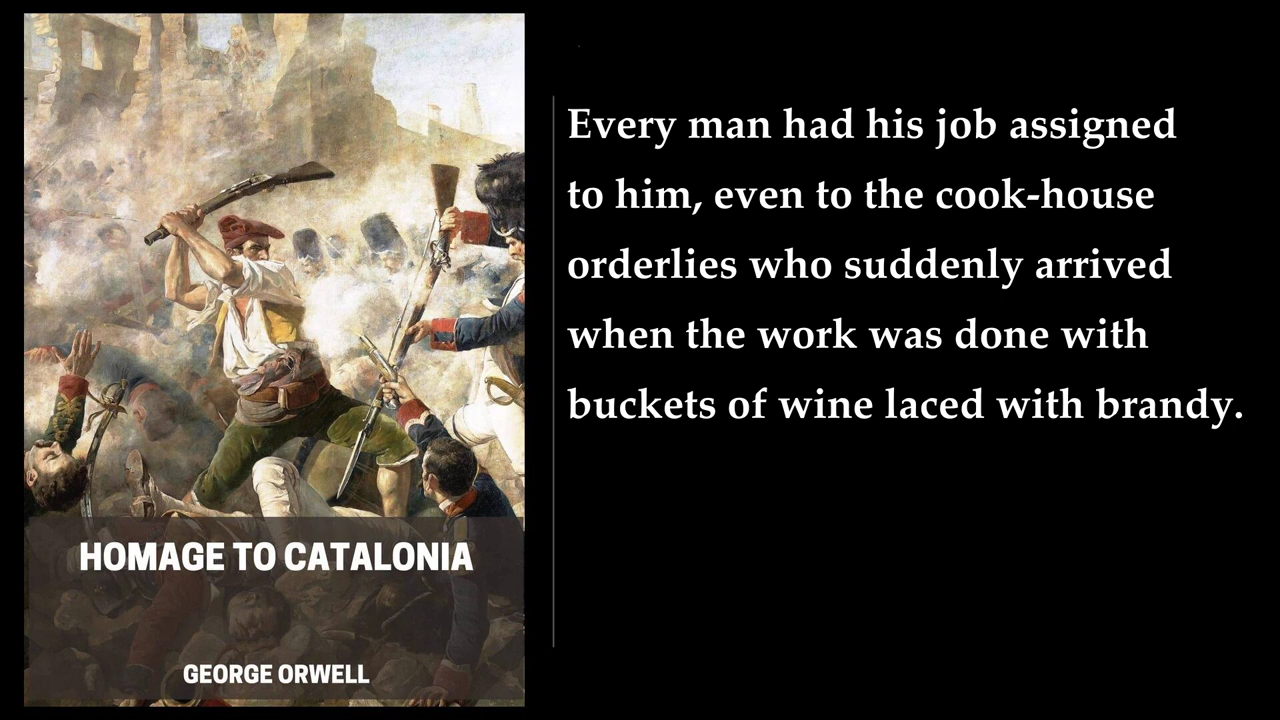 Every man had his job assigned
to him, even to the cook-house
orderlies who suddenly arrived
when the work was done with
buckets of wine laced with brandy.
HOMAGE TO CATALONIA
GEORGE ORWELL